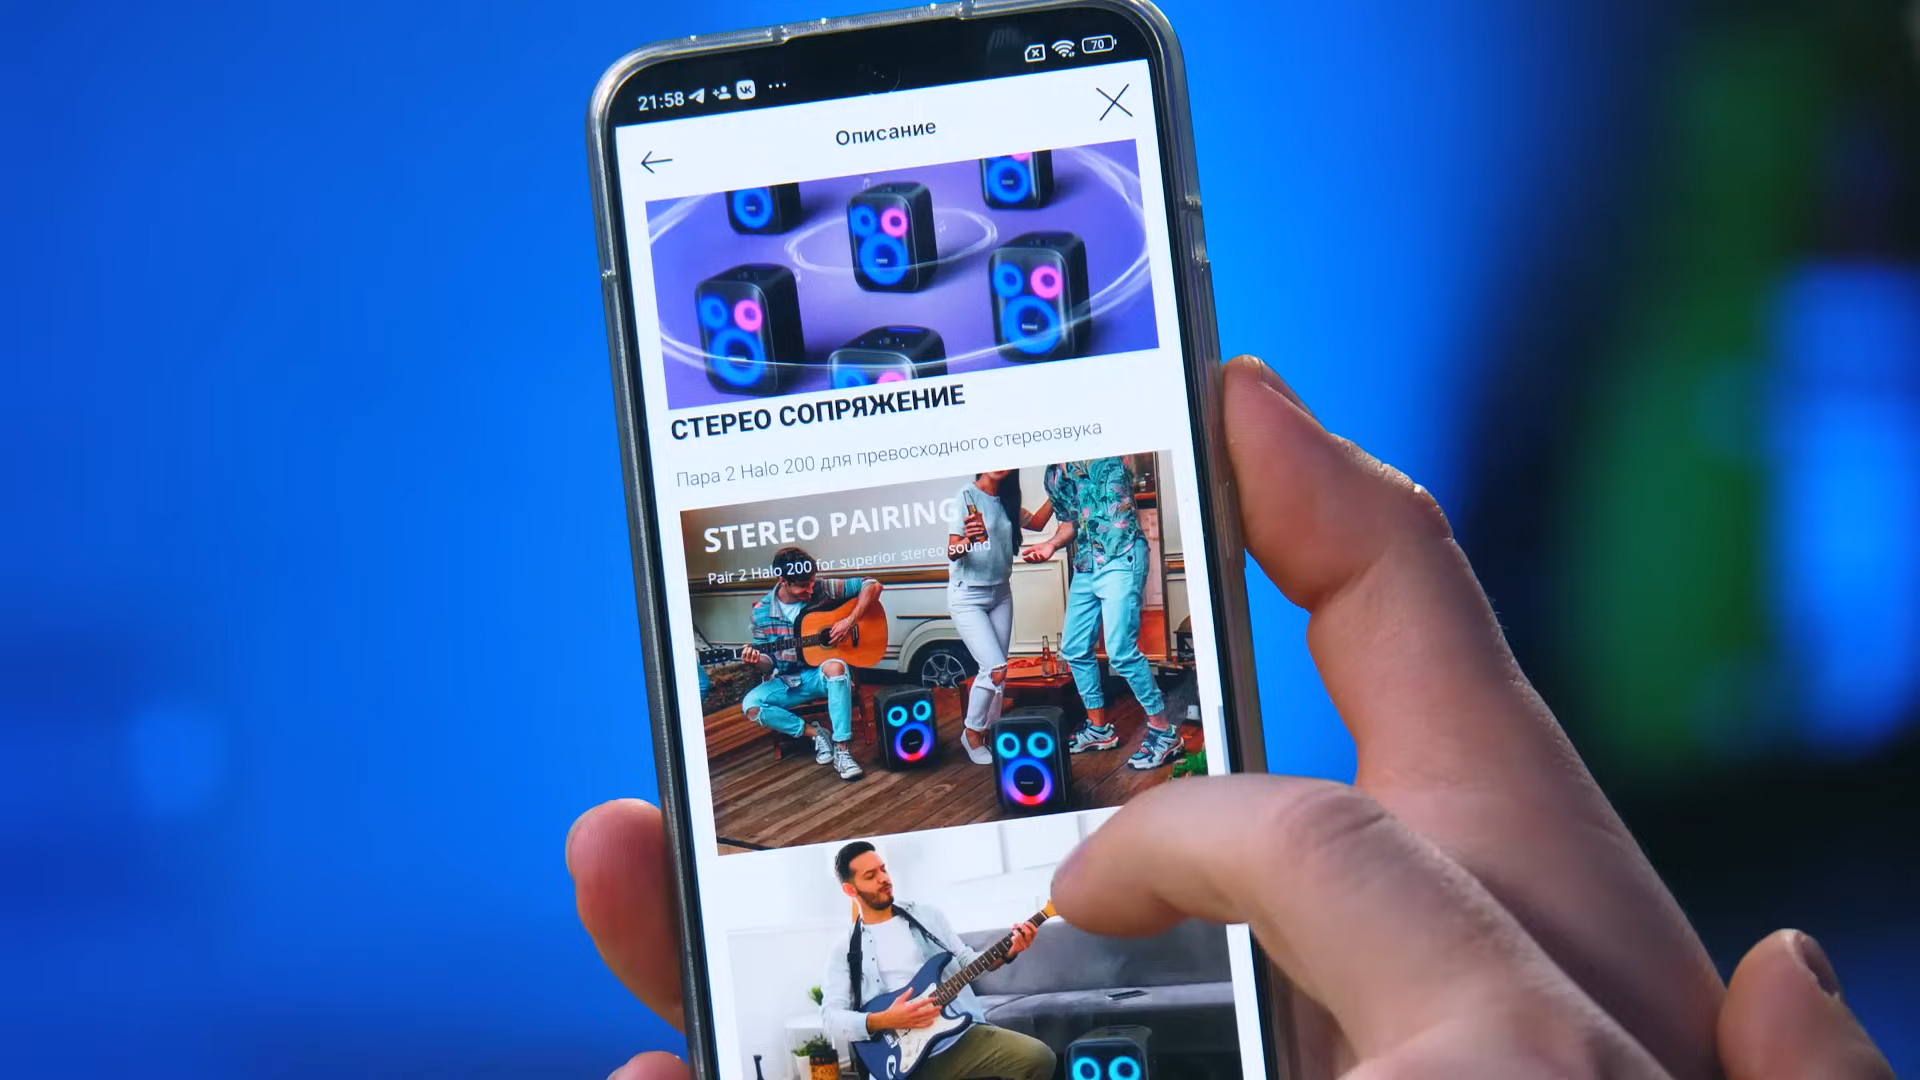 21:58 VK ... 70
Описание
СТЕРЕО СОПРЯЖЕНИЕ
Пара 2 Halo 200 для превосходного стереозвука
STEREO PAIRING
Pair 2 Halo 200 for superior stereo sound